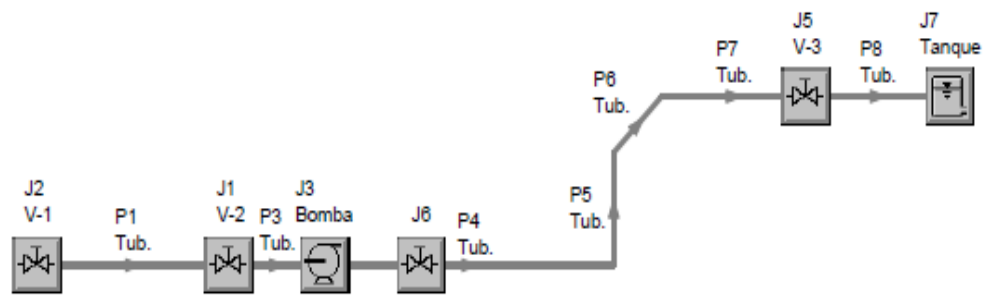 J5
V-3
J7
Tanque
P7
Tub.
P8
Tub.
P6
Tub.
J2
V-1
P1
Tub.
J1
V-2
P3
Tub.
J3
Bomba
J6
P4
Tub.
P5
Tub.